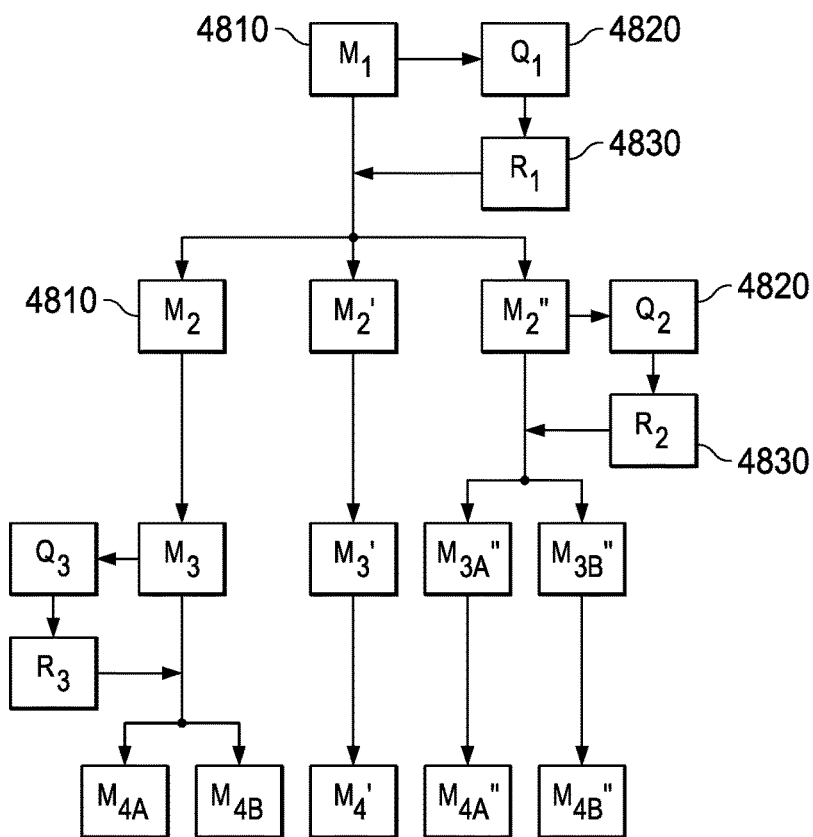 4810 M1 Q1 4820
R1 4830
4810 M2 M2' M2" Q2 4820
R2 4830
Q3 M3 M3' M3A" M3B"
R3
M4A M4B M4' M4A" M4B"